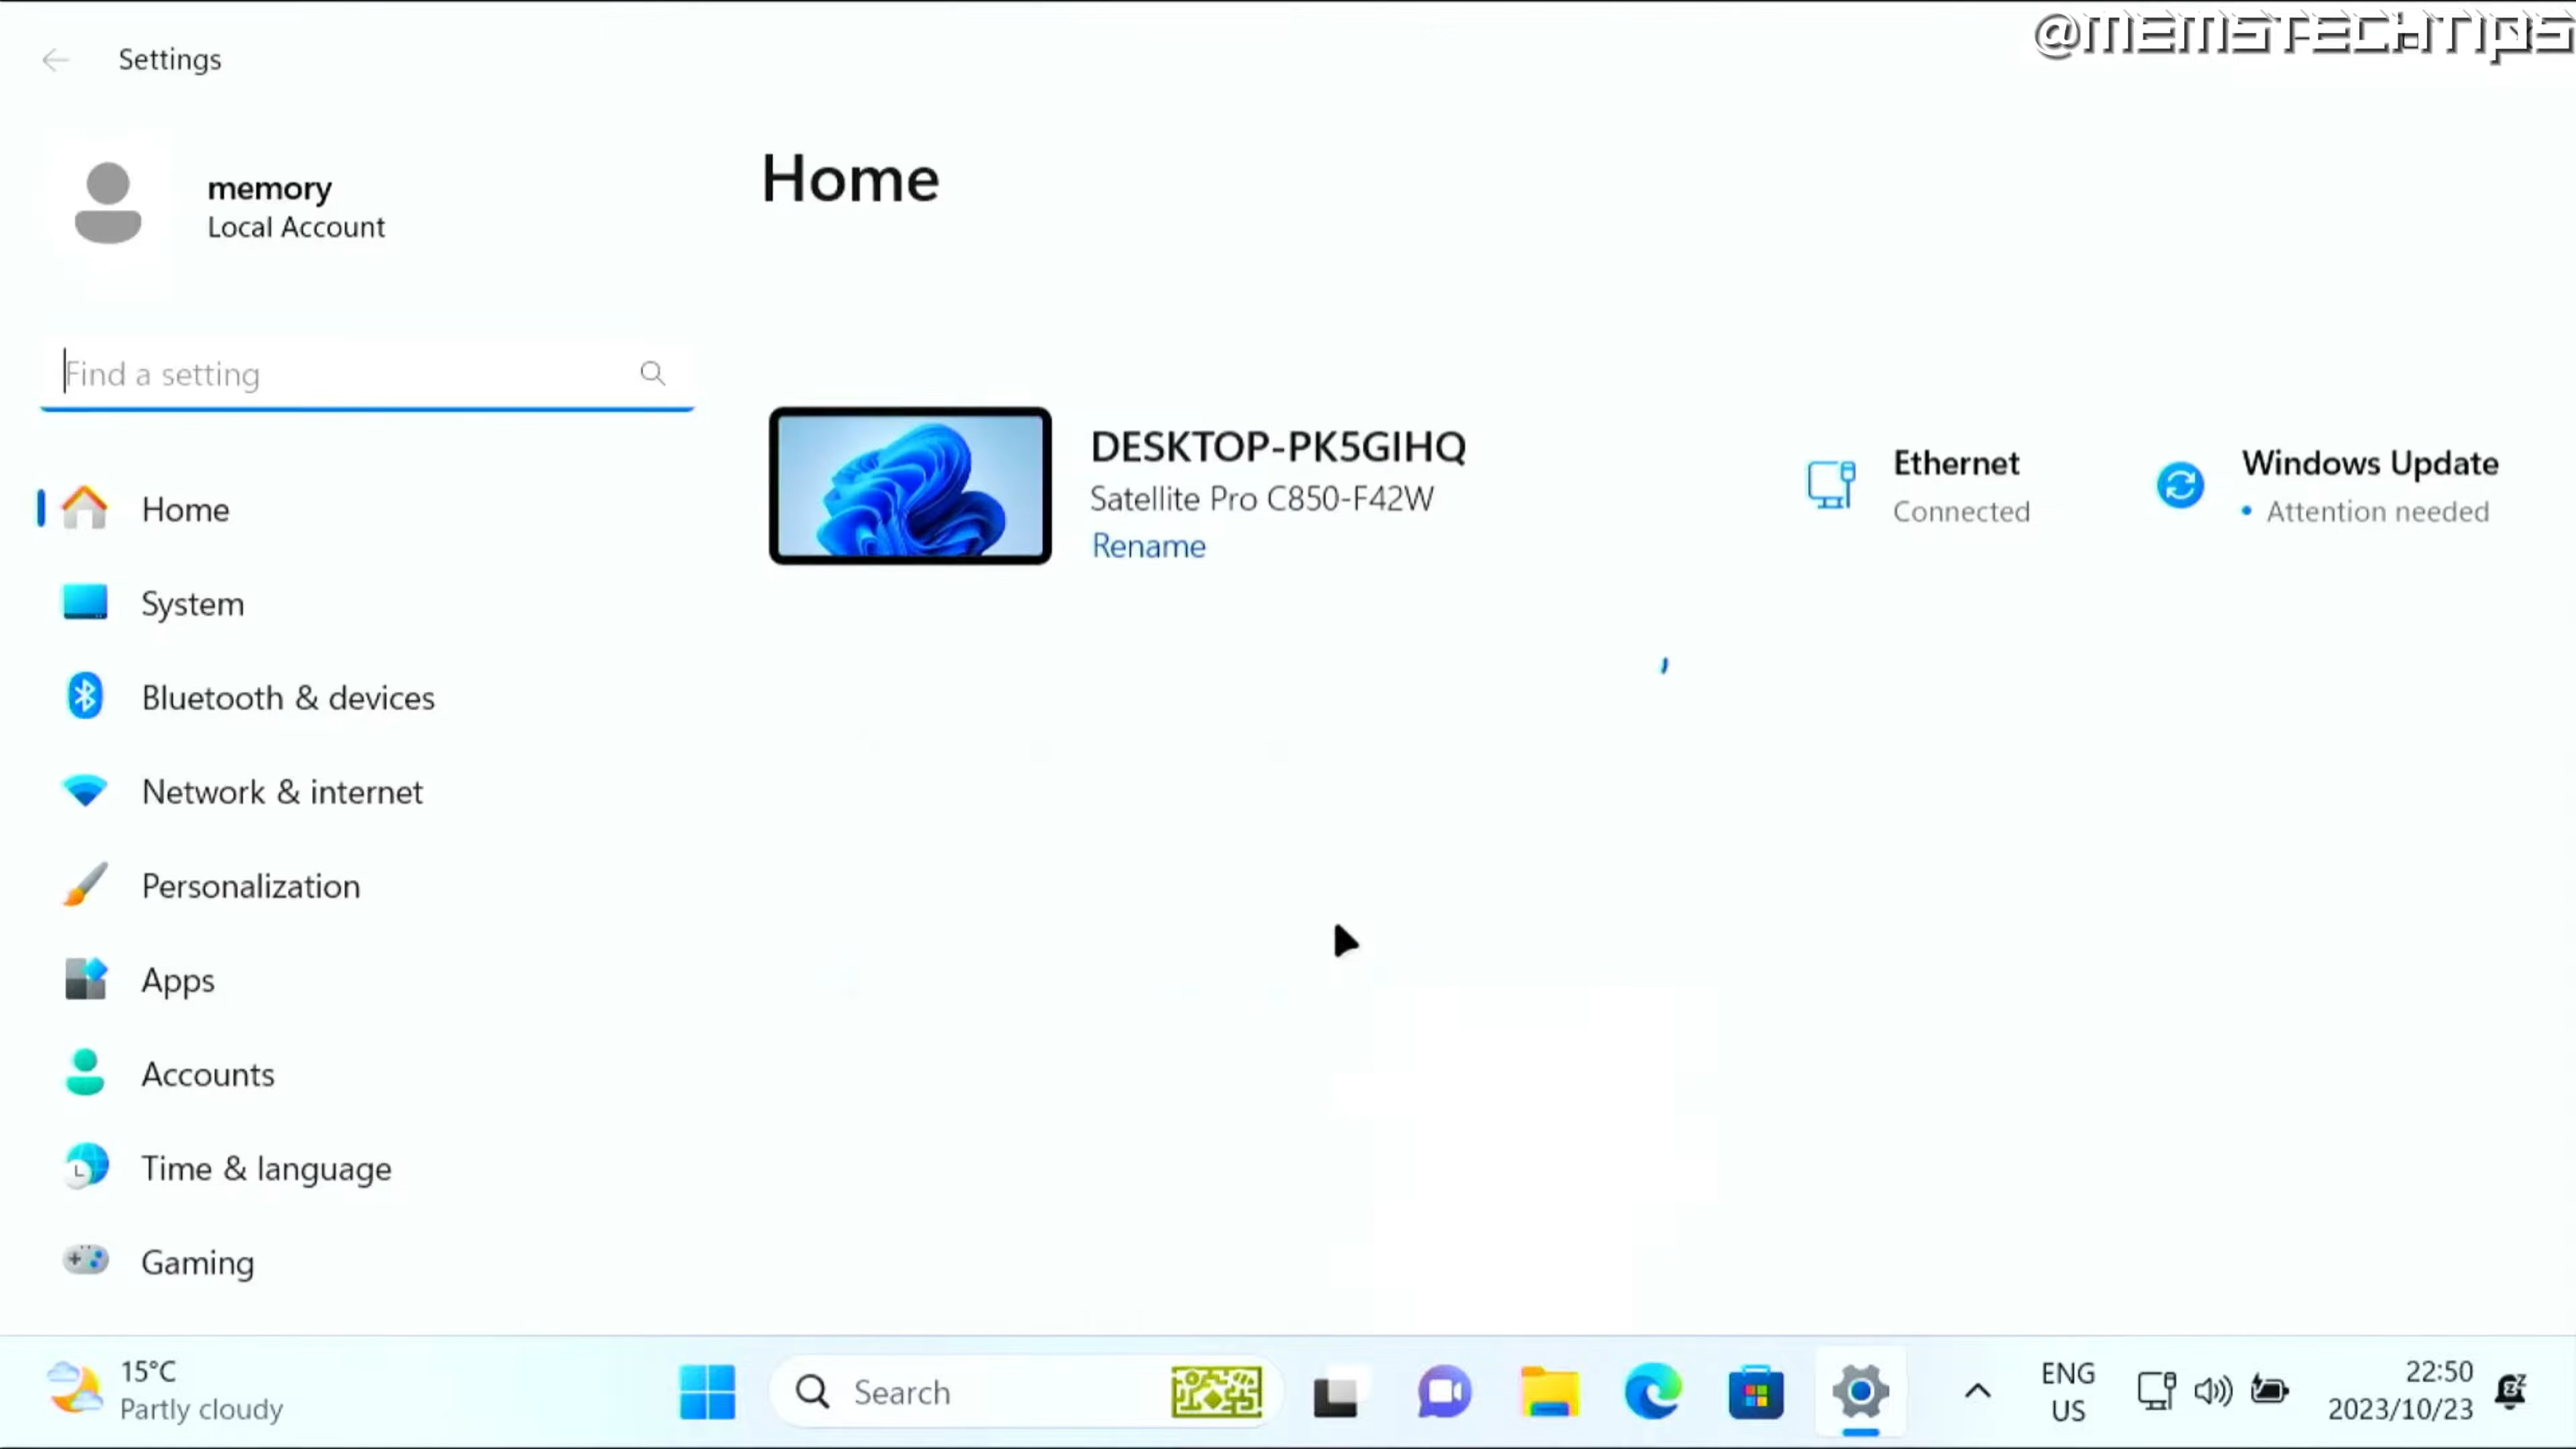 @MEMSTECHTIPS
Settings
memory
Local Account
Home
Find a setting
DESKTOP-PK5GIHQ
Satellite Pro C850-F42W
Rename
Ethernet
Connected
Windows Update
• Attention needed
Home
System
Bluetooth & devices
Network & internet
Personalization
Apps
Accounts
Time & language
Gaming
15°C
Partly cloudy
Search
ENG
US
22:50
2023/10/23